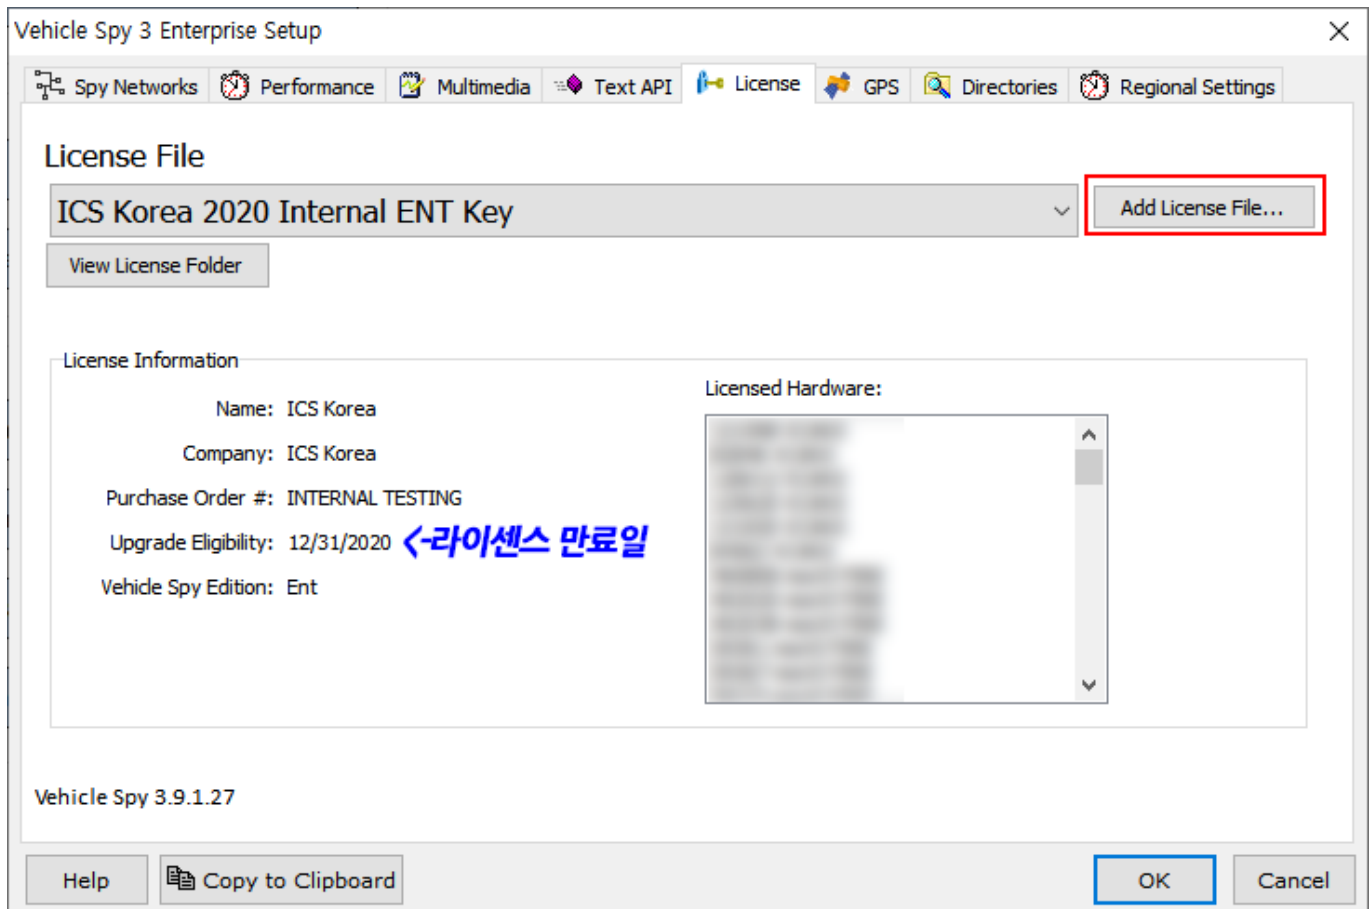 Vehicle Spy 3 Enterprise Setup
Spy Networks Performance Multimedia Text API License GPS Directories Regional Settings
License File
ICS Korea 2020 Internal ENT Key Add License File...
View License Folder
License Information
Licensed Hardware:
Name: ICS Korea
Company: ICS Korea
Purchase Order #: INTERNAL TESTING
Upgrade Eligibility: 12/31/2020 <-라이센스 만료일
Vehicle Spy Edition: Ent
Vehicle Spy 3.9.1.27
Help Copy to Clipboard OK Cancel